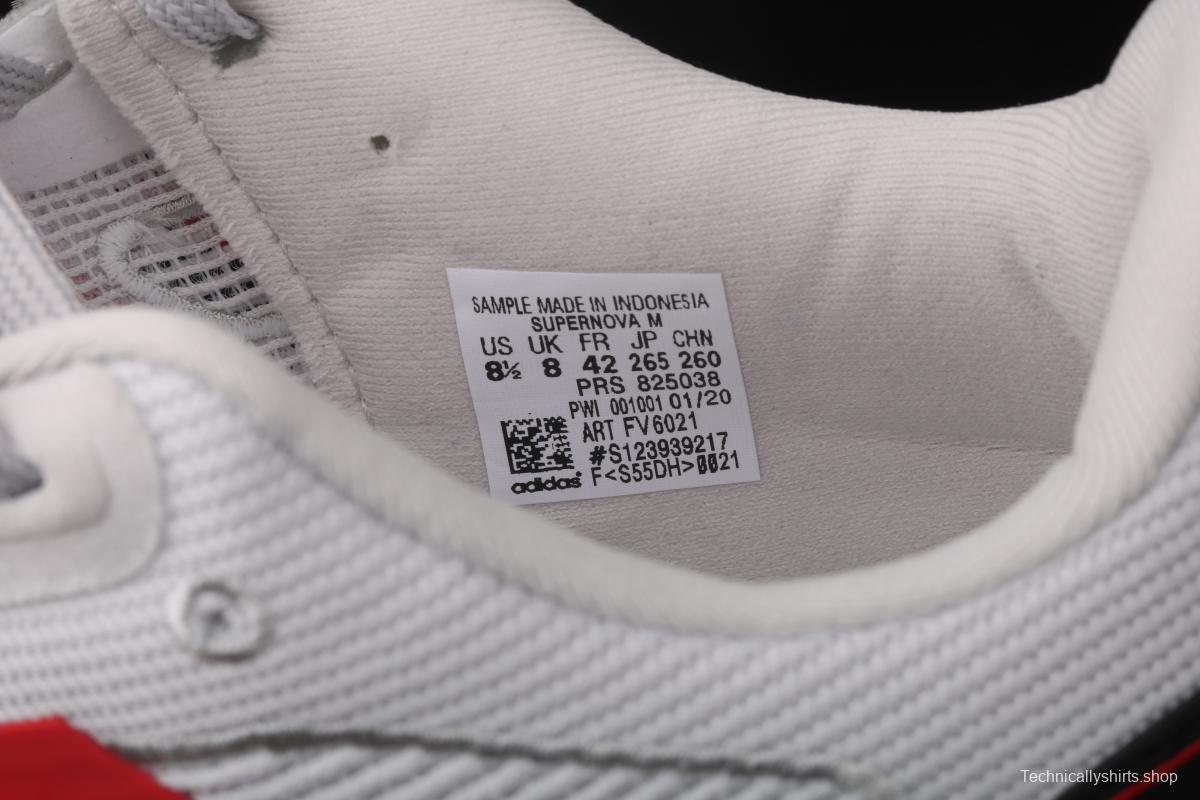 SAMPLE MADE IN INDONESIA
SUPERNOVA M
US UK FR JP CHN
8½ 8 42 265 260
PRS 825038
PWI 001001 01/20
ART FV6021
#S123939217
F<S55DH>0021
adidas
Technicallyshirts.shop